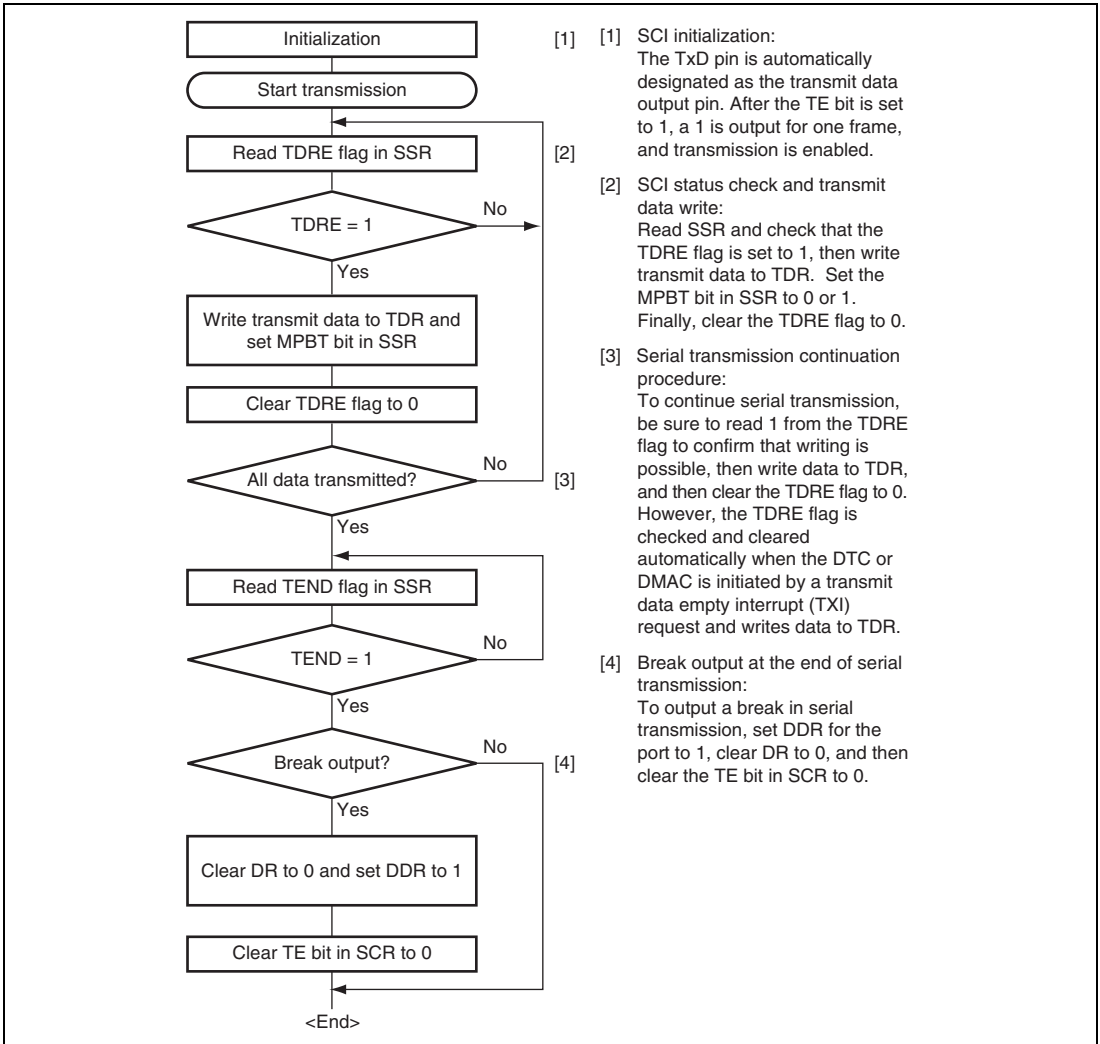 Initialization
[1]
Start transmission
Read TDRE flag in SSR
[2]
TDRE = 1
No
Yes
Write transmit data to TDR and
set MPBT bit in SSR
Clear TDRE flag to 0
All data transmitted?
No
[3]
Yes
Read TEND flag in SSR
TEND = 1
No
Yes
Break output?
No
[4]
Yes
Clear DR to 0 and set DDR to 1
Clear TE bit in SCR to 0
<End>
[1] SCI initialization:
The TxD pin is automatically
designated as the transmit data
output pin. After the TE bit is set
to 1, a 1 is output for one frame,
and transmission is enabled.
[2] SCI status check and transmit
data write:
Read SSR and check that the
TDRE flag is set to 1, then write
transmit data to TDR. Set the
MPBT bit in SSR to 0 or 1.
Finally, clear the TDRE flag to 0.
[3] Serial transmission continuation
procedure:
To continue serial transmission,
be sure to read 1 from the TDRE
flag to confirm that writing is
possible, then write data to TDR,
and then clear the TDRE flag to 0.
However, the TDRE flag is
checked and cleared
automatically when the DTC or
DMAC is initiated by a transmit
data empty interrupt (TXI)
request and writes data to TDR.
[4] Break output at the end of serial
transmission:
To output a break in serial
transmission, set DDR for the
port to 1, clear DR to 0, and then
clear the TE bit in SCR to 0.